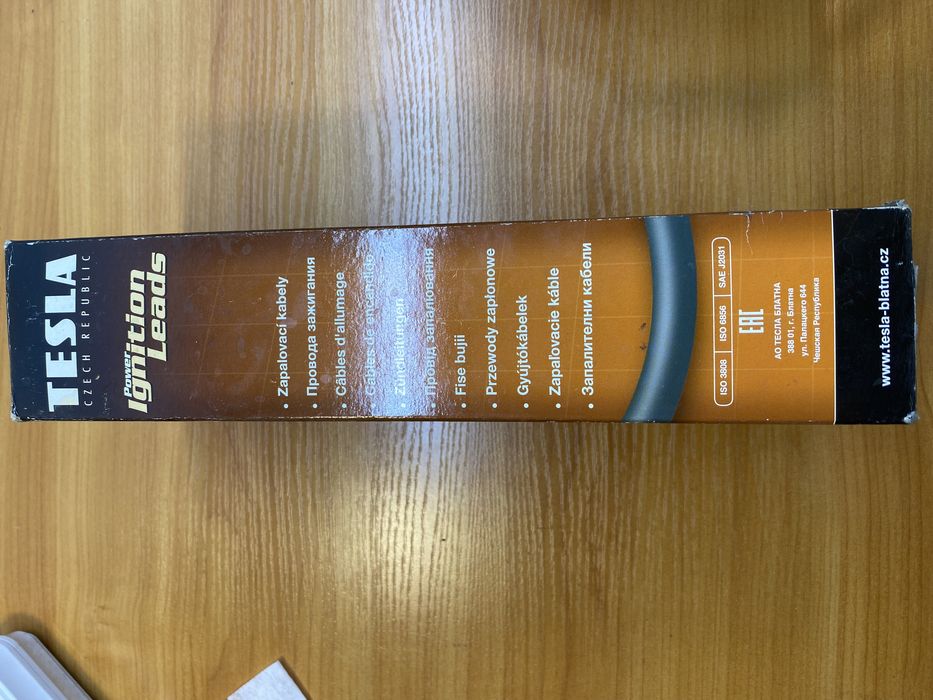 TESLA
CZECH REPUBLIC
Power
Ignition
Leads
• Zapalovací kabely
• Провода зажигания
• Câbles d'allumage
• Cables de encendido
• Zündleitungen
• Провід запалювання
• Fise bujii
• Przewody zapłonowe
• Gyújtókábelek
• Zapaľovacie káble
• Запалителни кабели
ISO 3808 ISO 6856 SAE J2031
EAC
АО ТЕСЛА БЛАТНА
388 01, г. Блатна
ул. Палацкего 644
Чешская Республика
www.tesla-blatna.cz